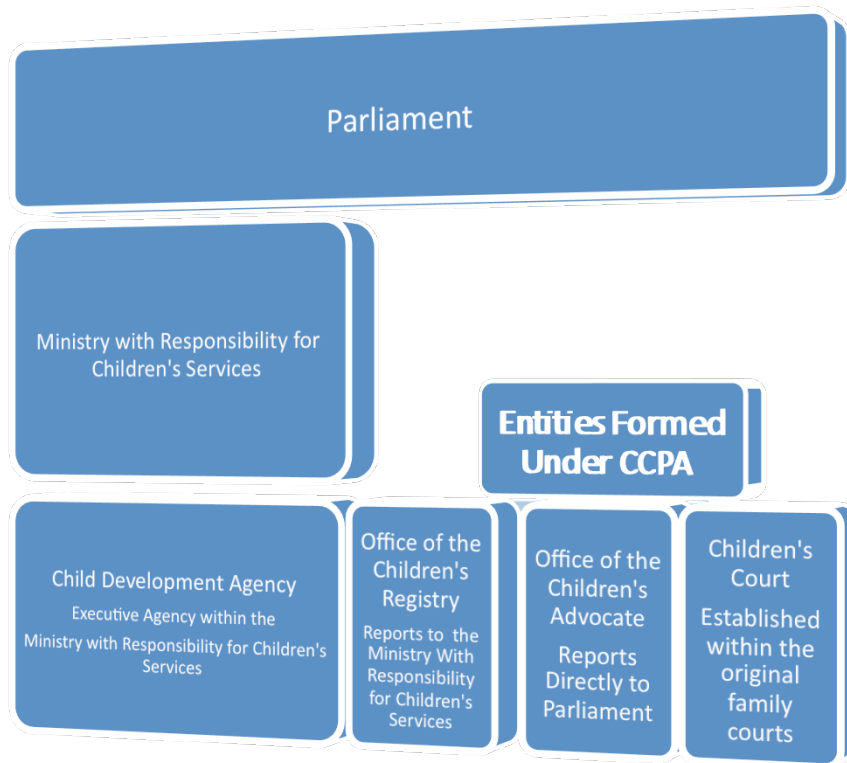 Parliament
Ministry with Responsibility for
Children's Services
Entities Formed
Under CCPA
Child Development Agency
Executive Agency within the
Ministry with Responsibility for Children's
Services
Office of the
Children's
Registry
Reports to the
Ministry With
Responsibility
for Children's
Services
Office of the
Children's
Advocate
Reports
Directly to
Parliament
Children's
Court
Established
within the
original
family
courts